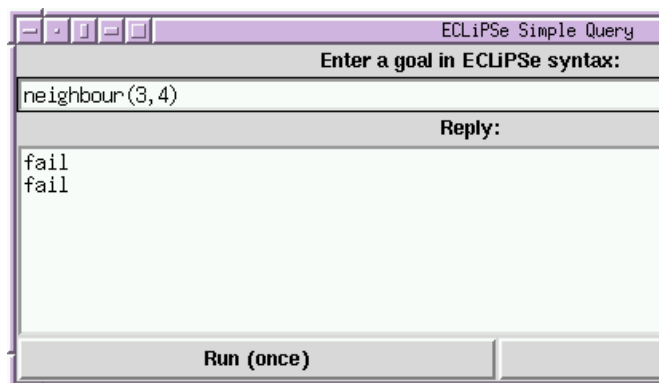 ECLiPSe Simple Query
Enter a goal in ECLiPSe syntax:
neighbour(3,4)
Reply:
fail
fail
Run (once)